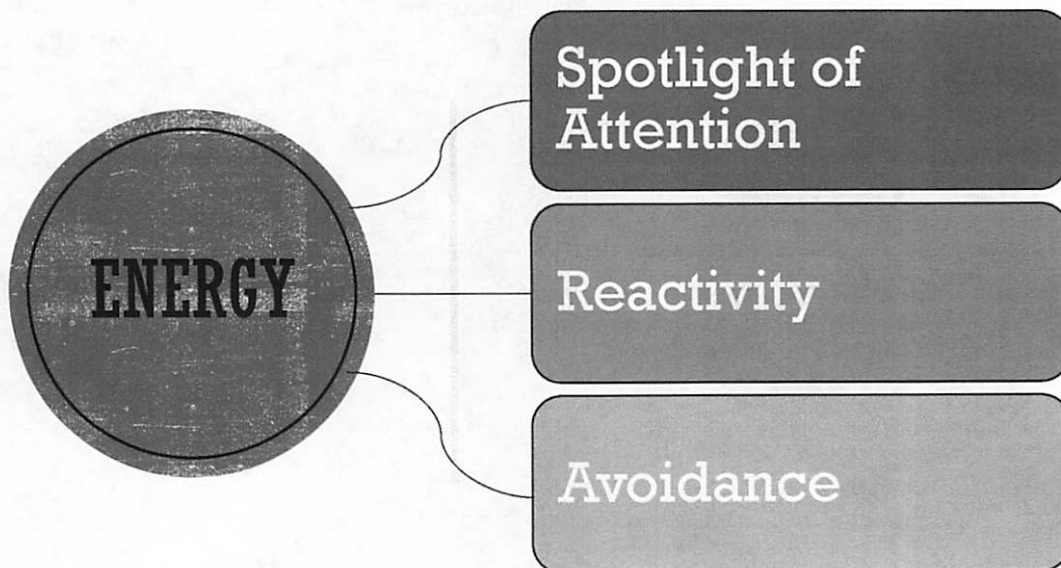 ENERGY
Spotlight of
Attention
Reactivity
Avoidance